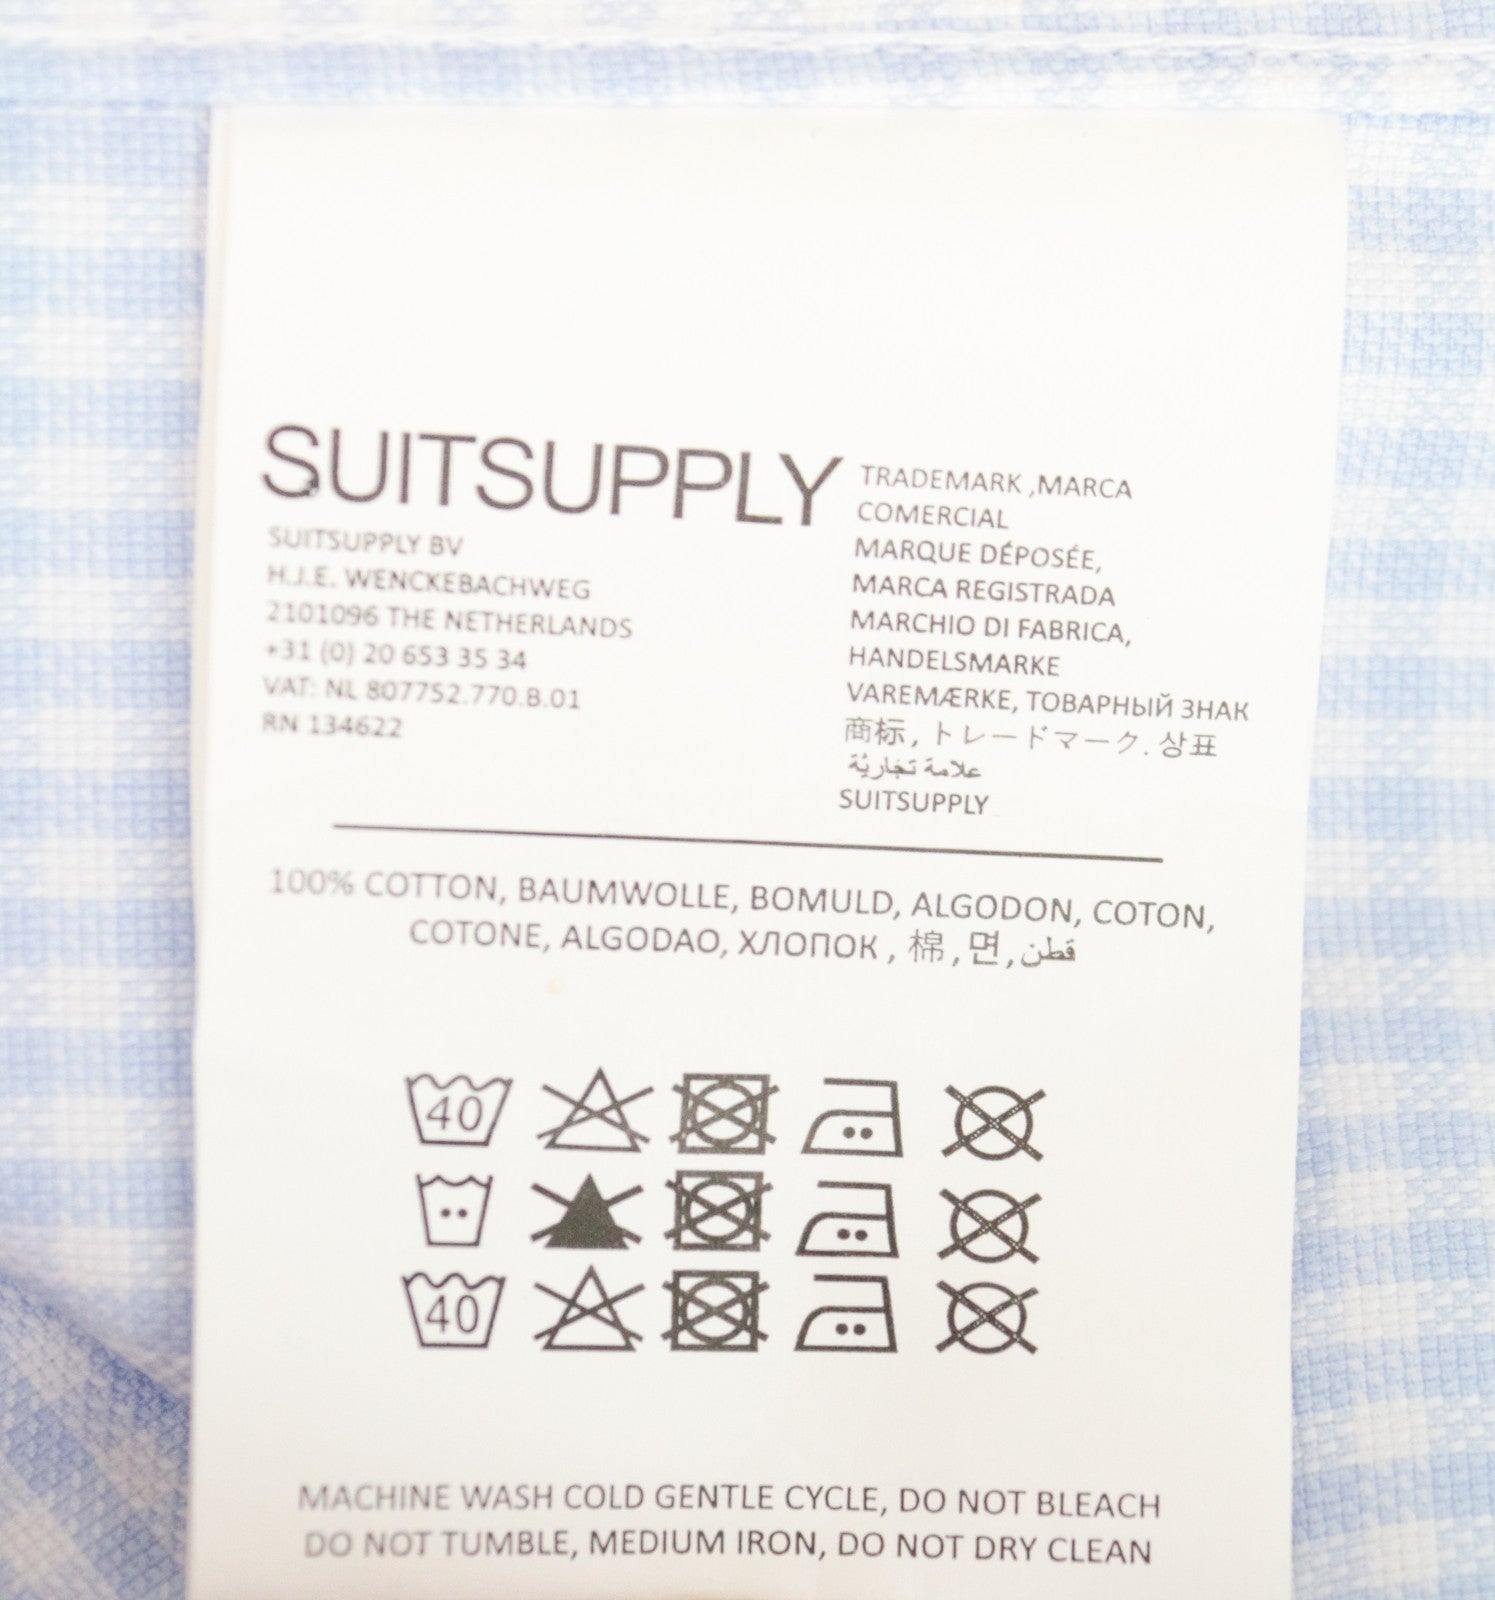 SUITSUPPLY
SUITSUPPLY BV
H.J.E. WENCKEBACHWEG
2101096 THE NETHERLANDS
+31 (0) 20 653 35 34
VAT: NL 807752.770.B.01
RN 134622
TRADEMARK ,MARCA
COMERCIAL
MARQUE DÉPOSÉE,
MARCA REGISTRADA
MARCHIO DI FABRICA,
HANDELSMARKE
VAREMÆRKE, ТОВАРНЫЙ ЗНАК
商标, トレードマーク. 상표
علامة تجاريّة
SUITSUPPLY
100% COTTON, BAUMWOLLE, BOMULD, ALGODON, COTON,
COTONE, ALGODAO, ХЛОПОК , 棉, 면, قطن
40
40
MACHINE WASH COLD GENTLE CYCLE, DO NOT BLEACH
DO NOT TUMBLE, MEDIUM IRON, DO NOT DRY CLEAN